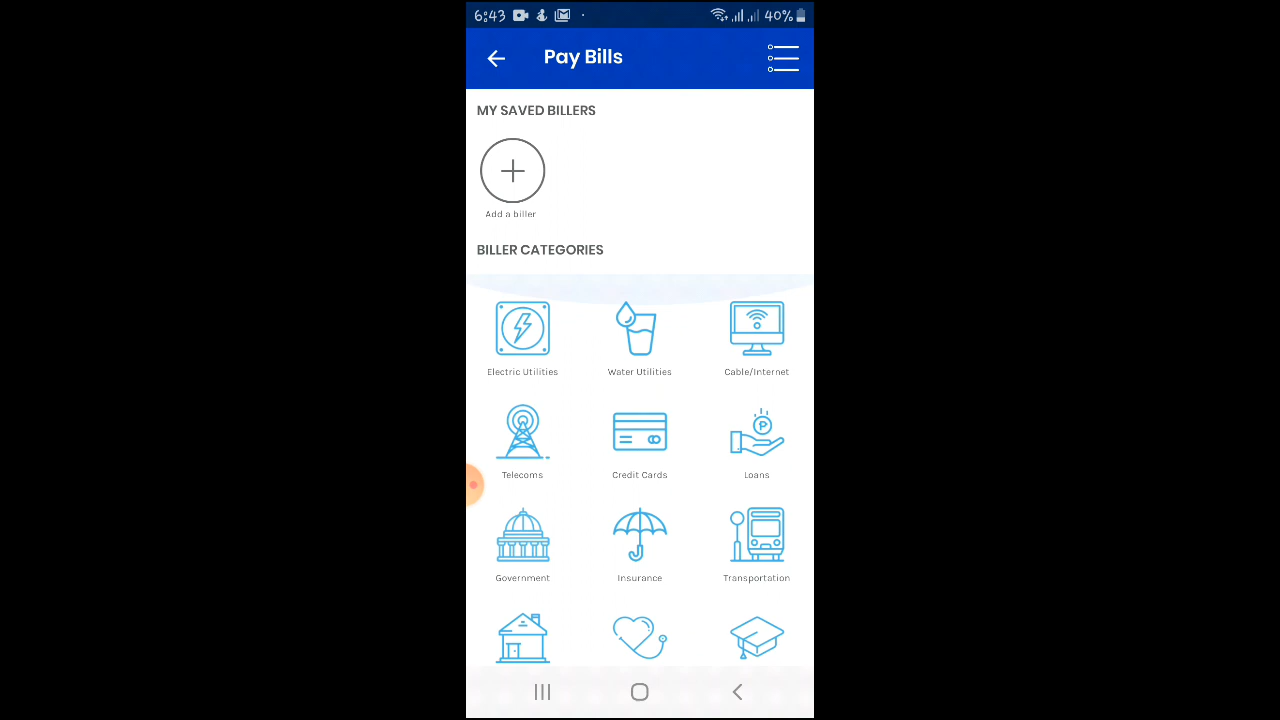 6:43
40%
Pay Bills
MY SAVED BILLERS
Add a biller
BILLER CATEGORIES
Electric Utilities
Water Utilities
Cable/Internet
Telecoms
Credit Cards
Loans
Government
Insurance
Transportation